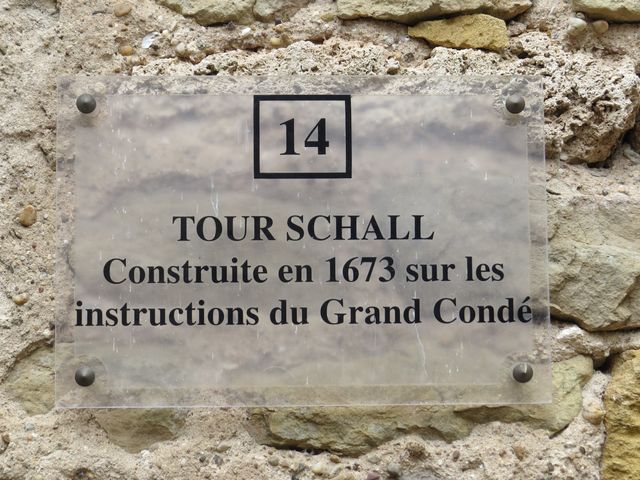 14
TOUR SCHALL
Construite en 1673 sur les
instructions du Grand Condé